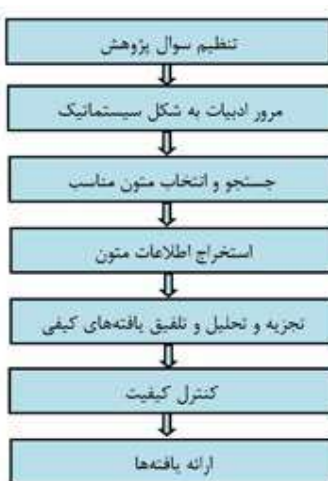 تنظیم سوال پژوهش
مرور ادبیات به شکل سیستماتیک
جستجو و انتخاب متون مناسب
استخراج اطلاعات متون
تجزیه و تحلیل و تلفیق یافته‌های کیفی
کنترل کیفیت
ارائه یافته‌ها